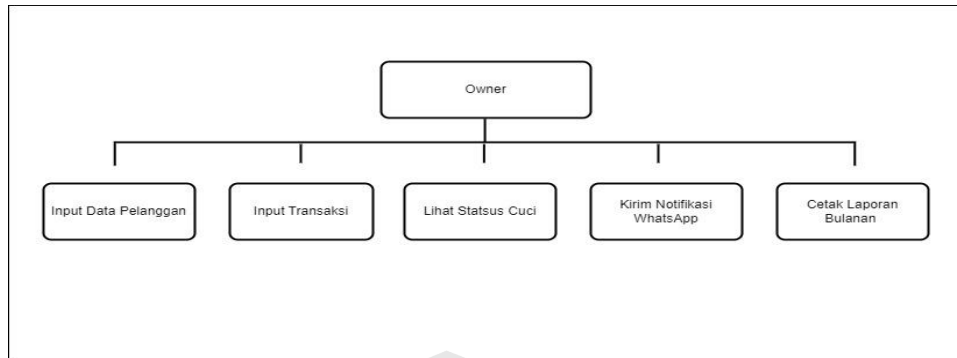 Owner
Input Data Pelanggan
Input Transaksi
Lihat Statsus Cuci
Kirim Notifikasi
WhatsApp
Cetak Laporan
Bulanan